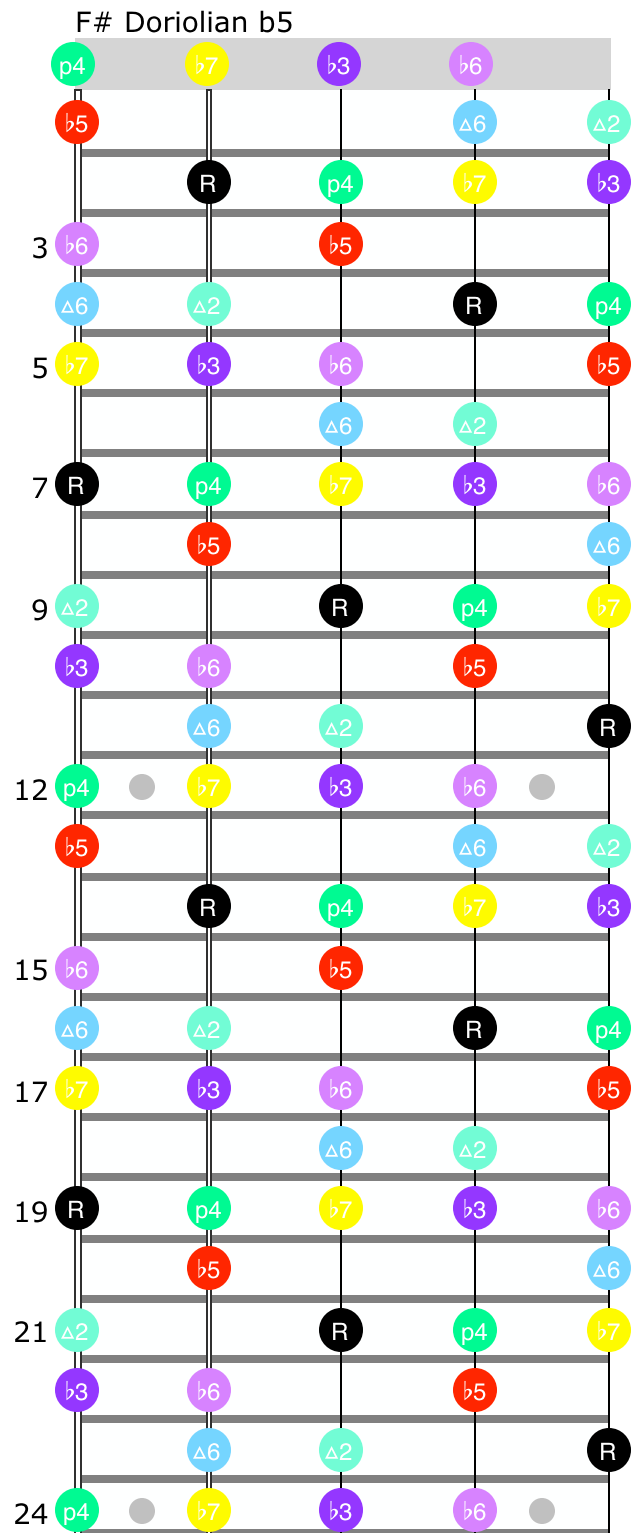 F# Doriolian b5
p4 ♭7 ♭3 ♭6
♭5 △6 △2
R p4 ♭7 ♭3
3 ♭6 ♭5
△6 △2 R p4
5 ♭7 ♭3 ♭6 ♭5
△6 △2
7 R p4 ♭7 ♭3 ♭6
♭5 △6
9 △2 R p4 ♭7
♭3 ♭6 ♭5
△6 △2 R
12 p4 ♭7 ♭3 ♭6
♭5 △6 △2
R p4 ♭7 ♭3
15 ♭6 ♭5
△6 △2 R p4
17 ♭7 ♭3 ♭6 ♭5
△6 △2
19 R p4 ♭7 ♭3 ♭6
♭5 △6
21 △2 R p4 ♭7
♭3 ♭6 ♭5
△6 △2 R
24 p4 ♭7 ♭3 ♭6